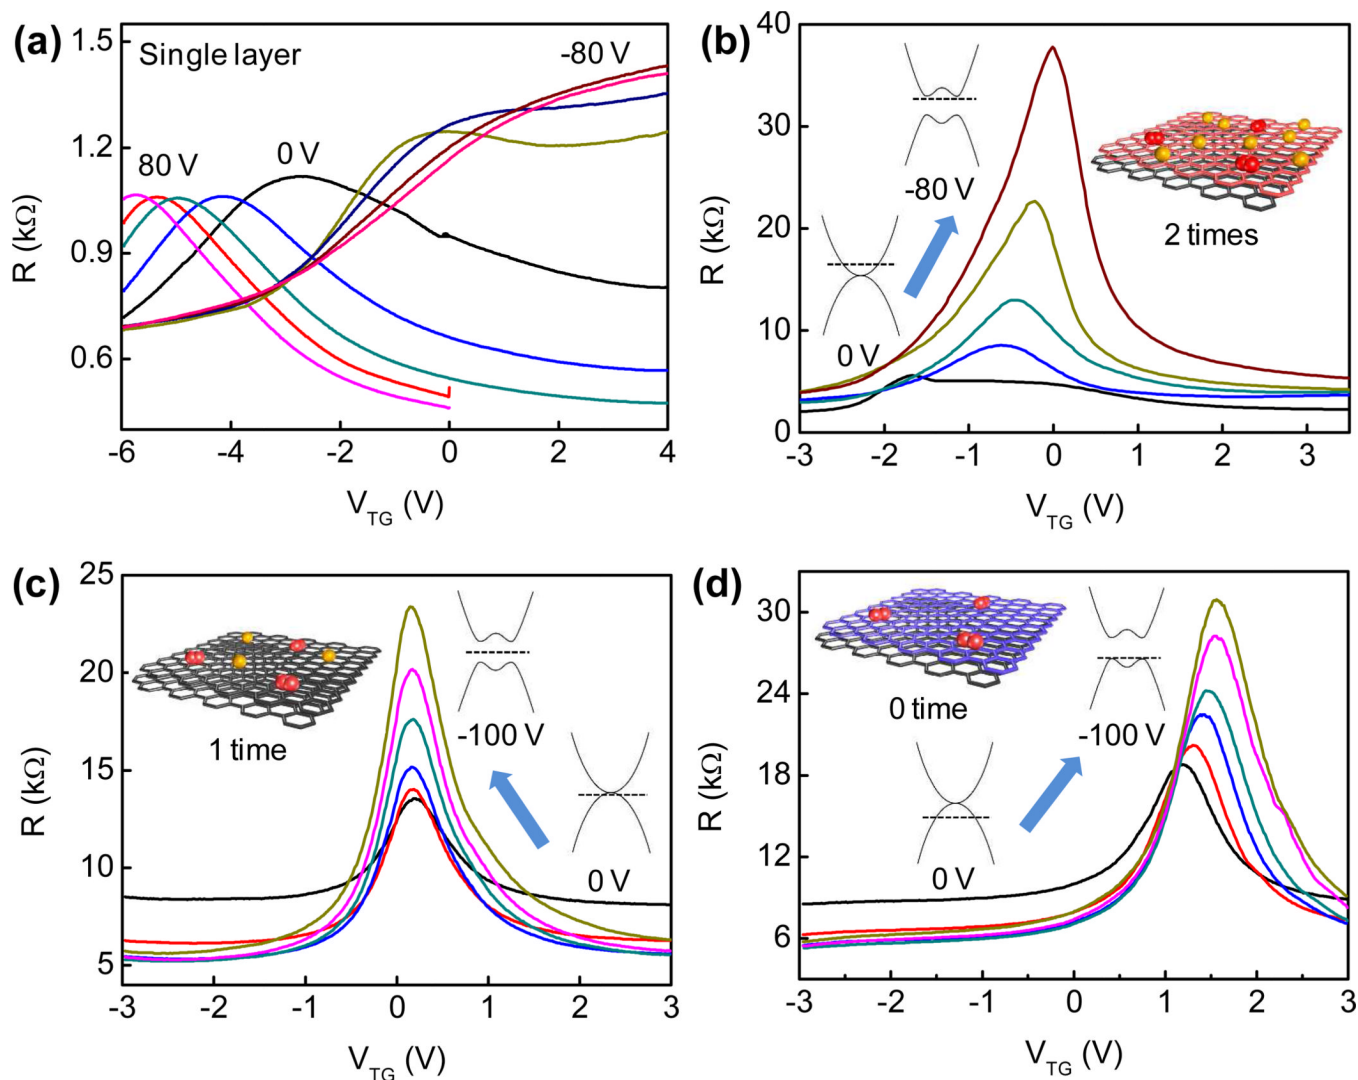 (a)
Single layer
-80 V
80 V
0 V
R (kΩ)
1.5
1.2
0.9
0.6
-6 -4 -2 0 2 4
V_TG (V)
(b)
-80 V
0 V
2 times
R (kΩ)
40
30
20
10
0
-3 -2 -1 0 1 2 3
V_TG (V)
(c)
1 time
-100 V
0 V
R (kΩ)
25
20
15
10
5
-3 -2 -1 0 1 2 3
V_TG (V)
(d)
0 time
-100 V
0 V
R (kΩ)
30
24
18
12
6
-3 -2 -1 0 1 2 3
V_TG (V)